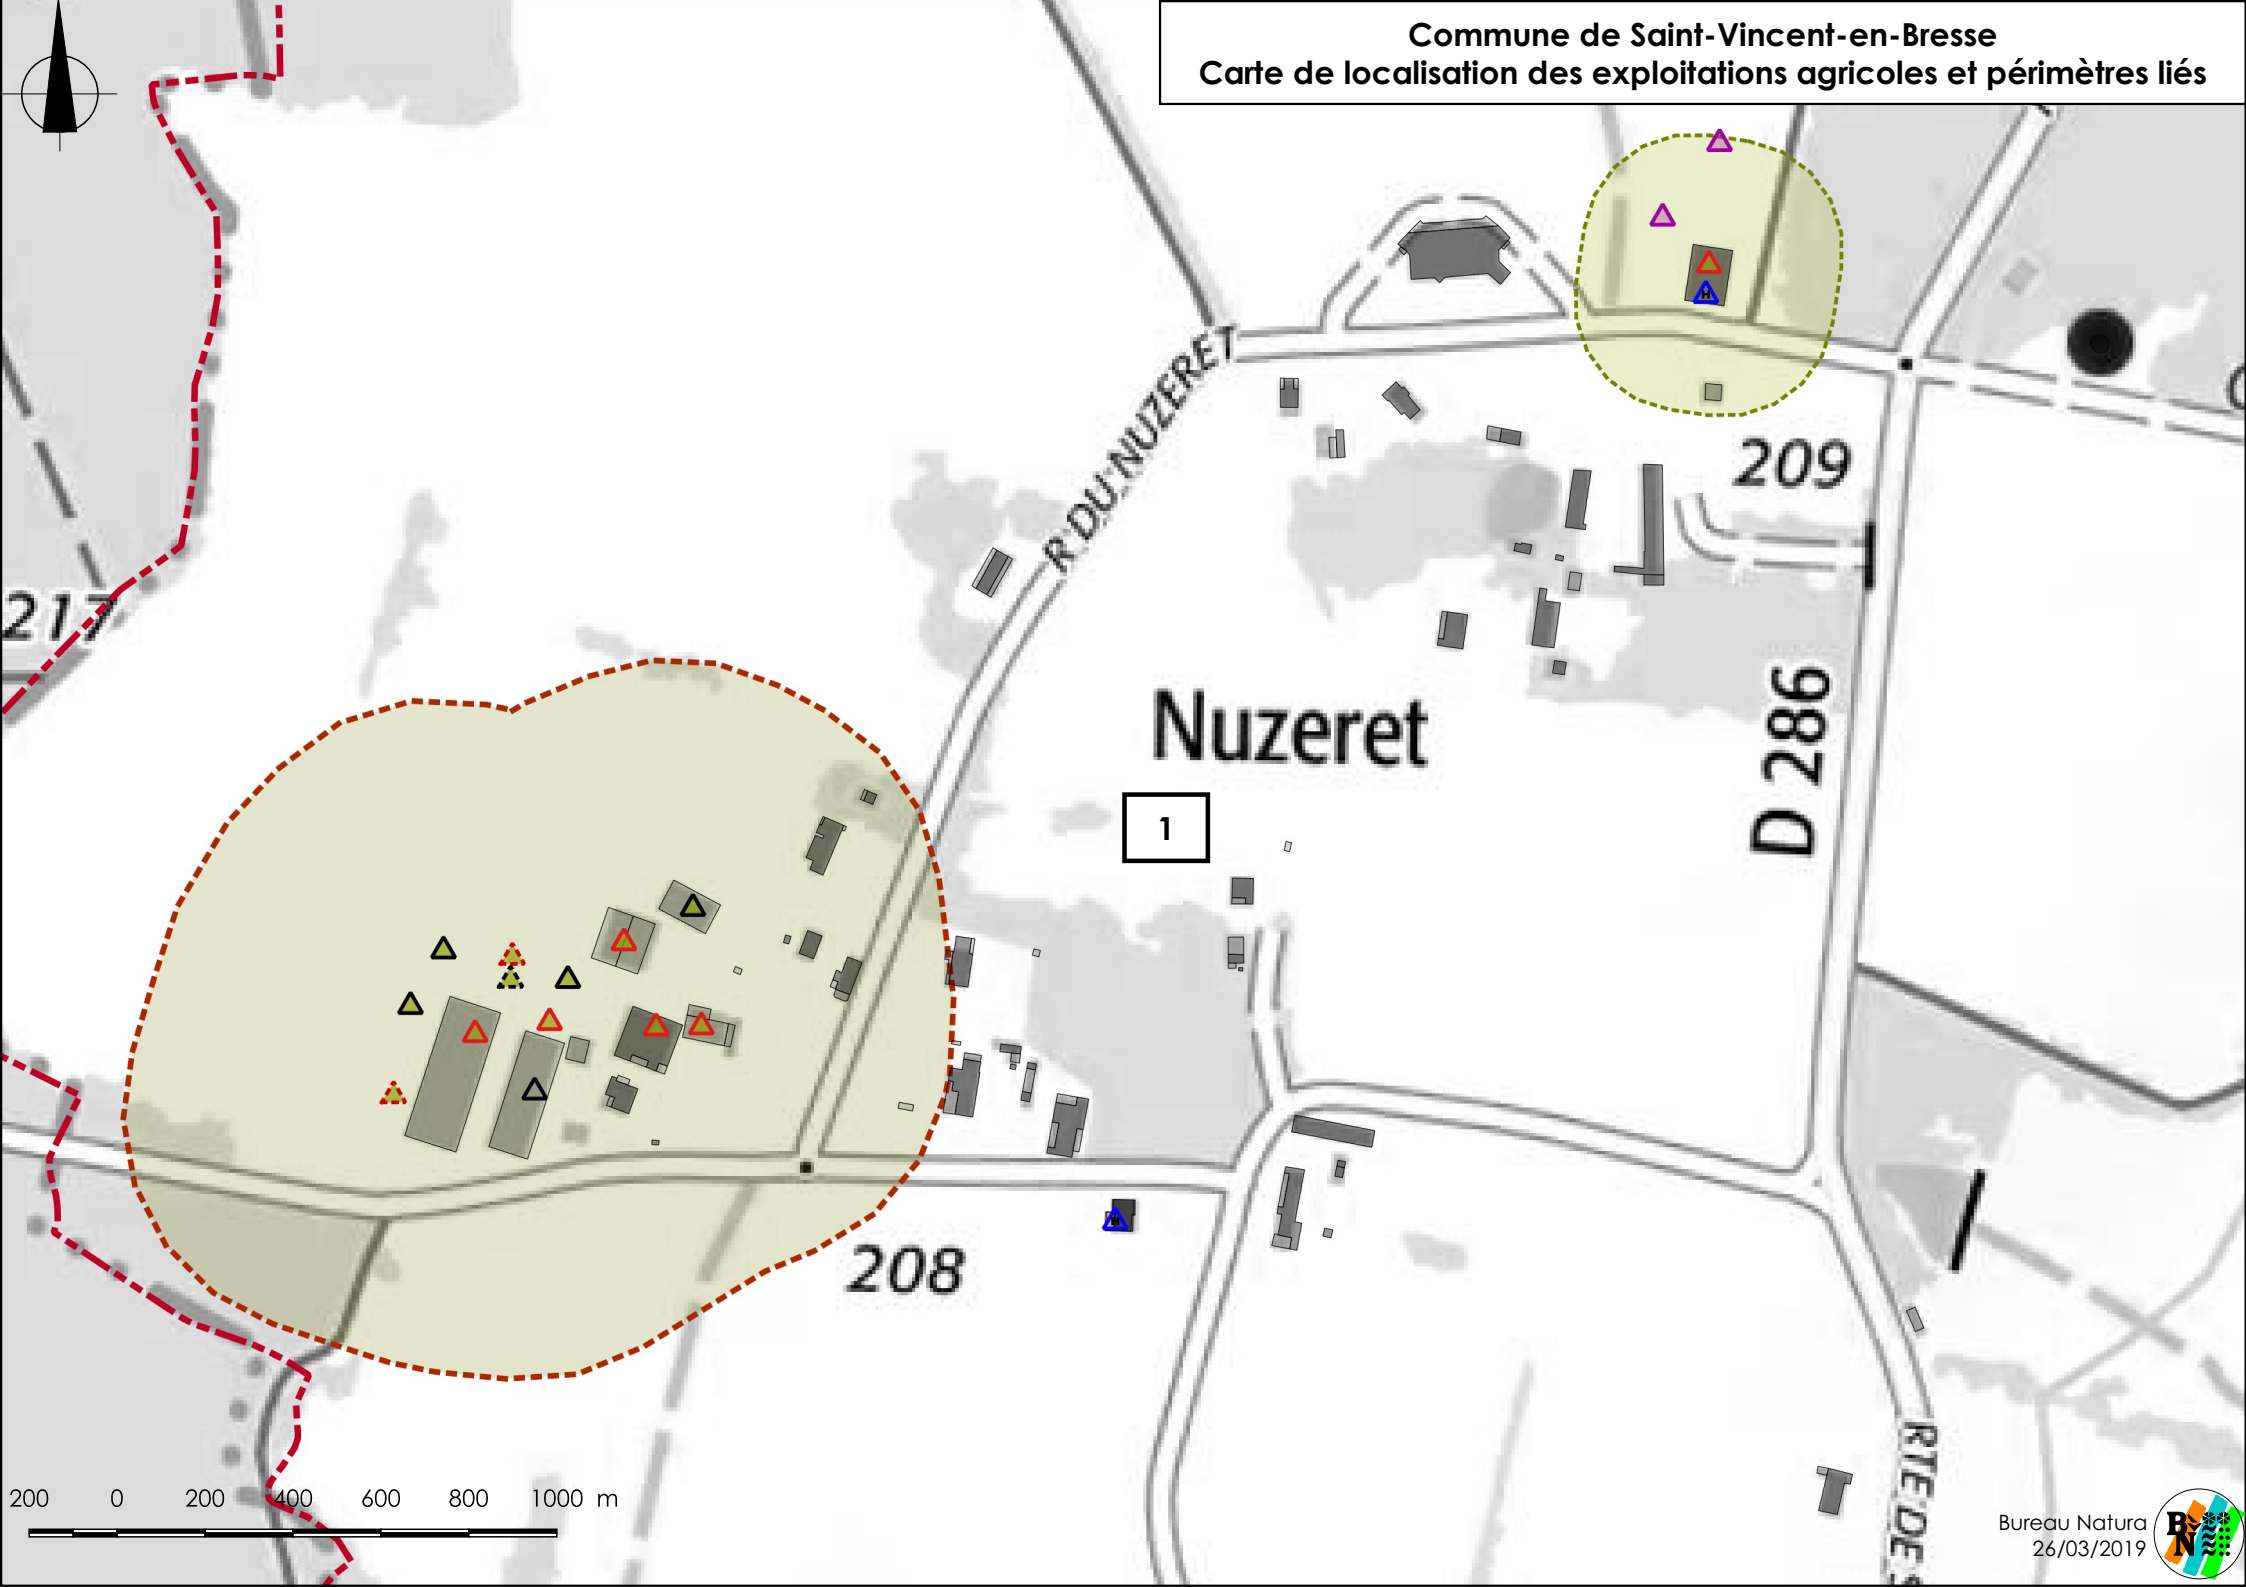 Commune de Saint-Vincent-en-Bresse
Carte de localisation des exploitations agricoles et périmètres liés
H
R DU NUZERET
209
217
D 286
Nuzeret
1
208
H
RTE DE
200 0 200 400 600 800 1000 m
Bureau Natura
26/03/2019
BN